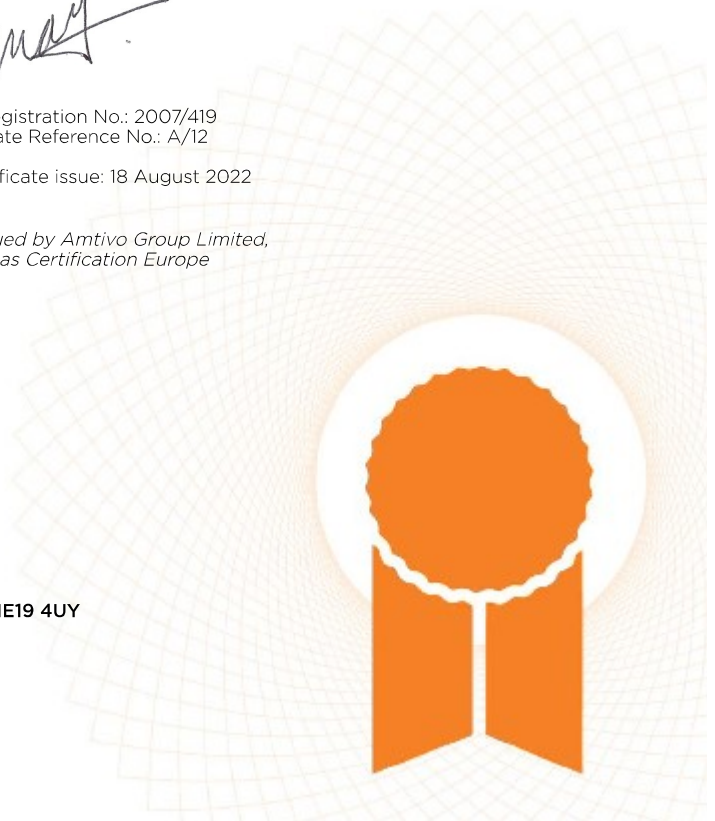 gistration No.: 2007/419
ate Reference No.: A/12
ficate issue: 18 August 2022
ued by Amtivo Group Limited,
as Certification Europe
E19 4UY